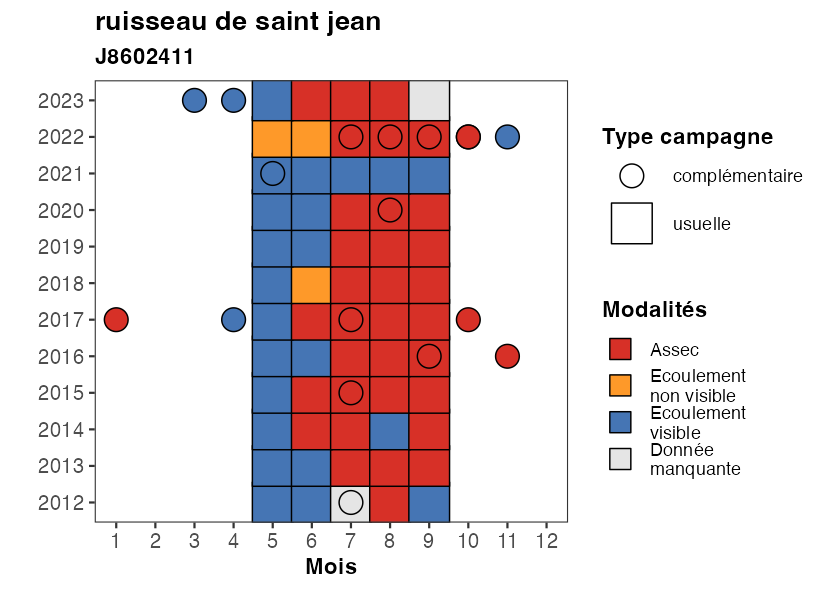 ruisseau de saint jean
J8602411
2023
2022
2021
2020
2019
2018
2017
2016
2015
2014
2013
2012
1 2 3 4 5 6 7 8 9 10 11 12
Mois
Type campagne
complémentaire
usuelle
Modalités
Assec
Ecoulement
non visible
Ecoulement
visible
Donnée
manquante